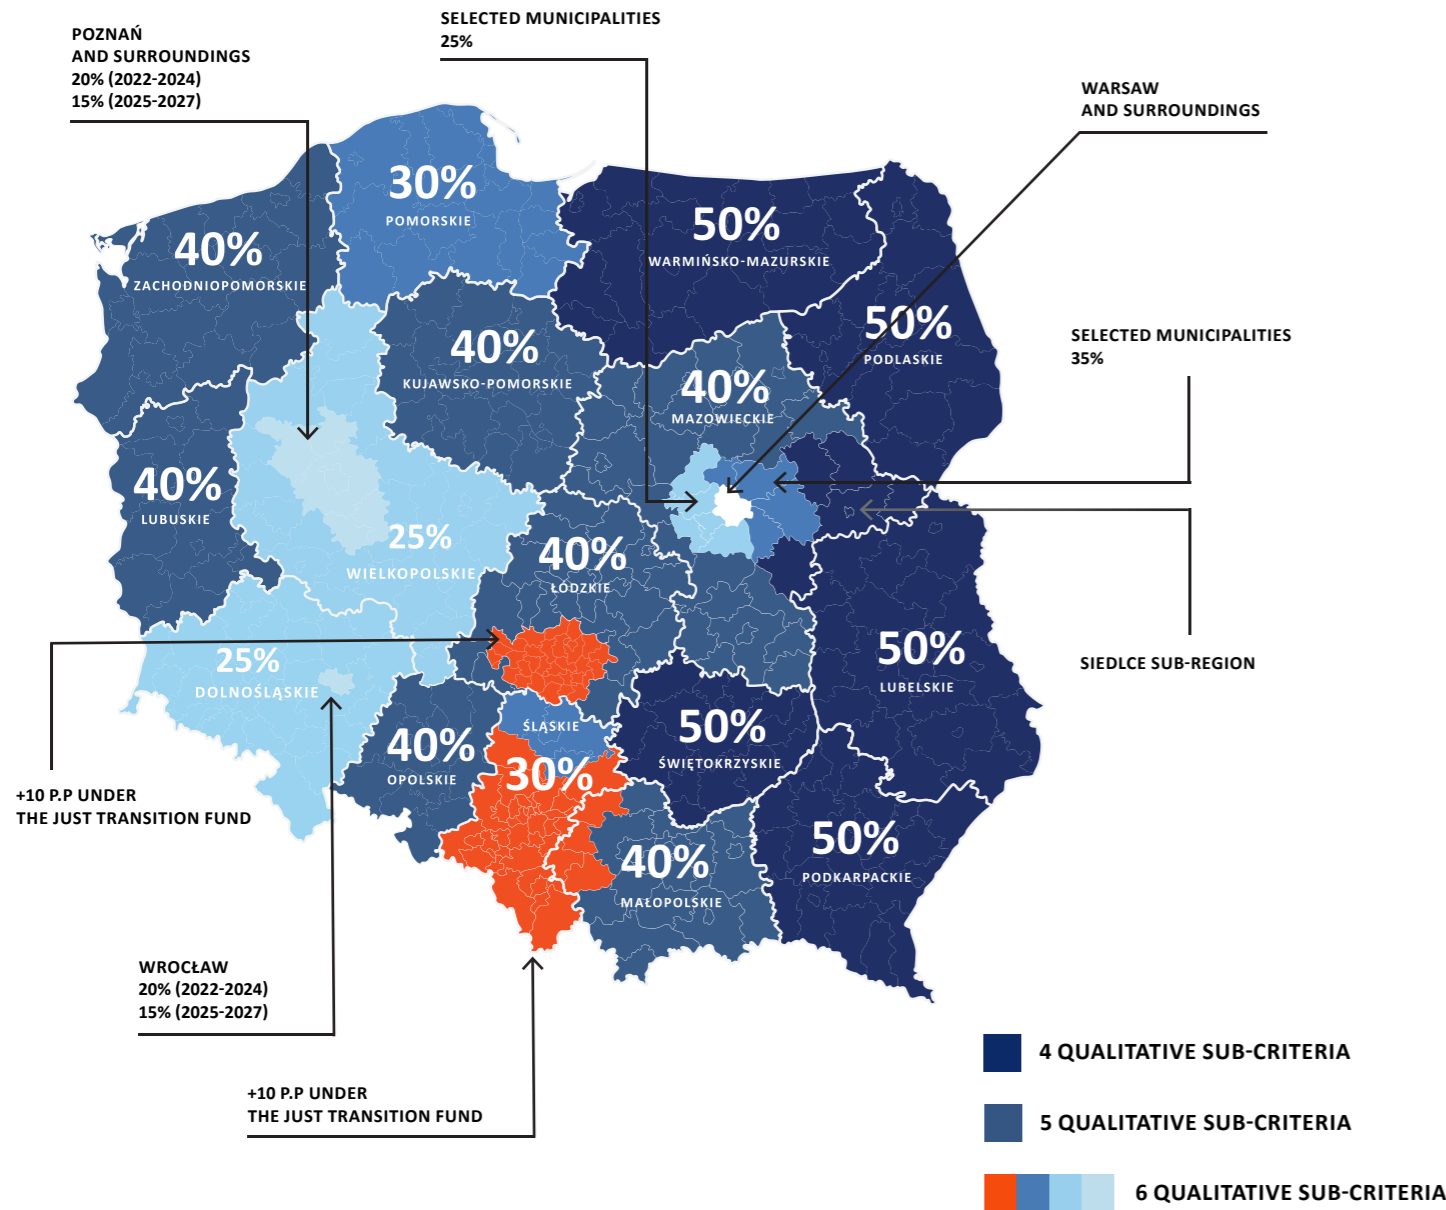 SELECTED MUNICIPALITIES
25%
POZNAŃ
AND SURROUNDINGS
20% (2022-2024)
15% (2025-2027)
WARSAW
AND SURROUNDINGS
30%
POMORSKIE
50%
WARMIŃSKO-MAZURSKIE
40%
ZACHODNIOPOMORSKIE
50%
PODLASKIE
SELECTED MUNICIPALITIES
35%
40%
KUJAWSKO-POMORSKIE
40%
MAZOWIECKIE
40%
LUBUSKIE
25%
WIELKOPOLSKIE
40%
ŁÓDZKIE
50%
LUBELSKIE
SIEDLCE SUB-REGION
25%
DOLNOŚLĄSKIE
ŚLĄSKIE
30%
50%
ŚWIĘTOKRZYSKIE
40%
OPOLSKIE
+10 P.P UNDER
THE JUST TRANSITION FUND
50%
PODKARPACKIE
40%
MAŁOPOLSKIE
WROCŁAW
20% (2022-2024)
15% (2025-2027)
+10 P.P UNDER
THE JUST TRANSITION FUND
4 QUALITATIVE SUB-CRITERIA
5 QUALITATIVE SUB-CRITERIA
6 QUALITATIVE SUB-CRITERIA